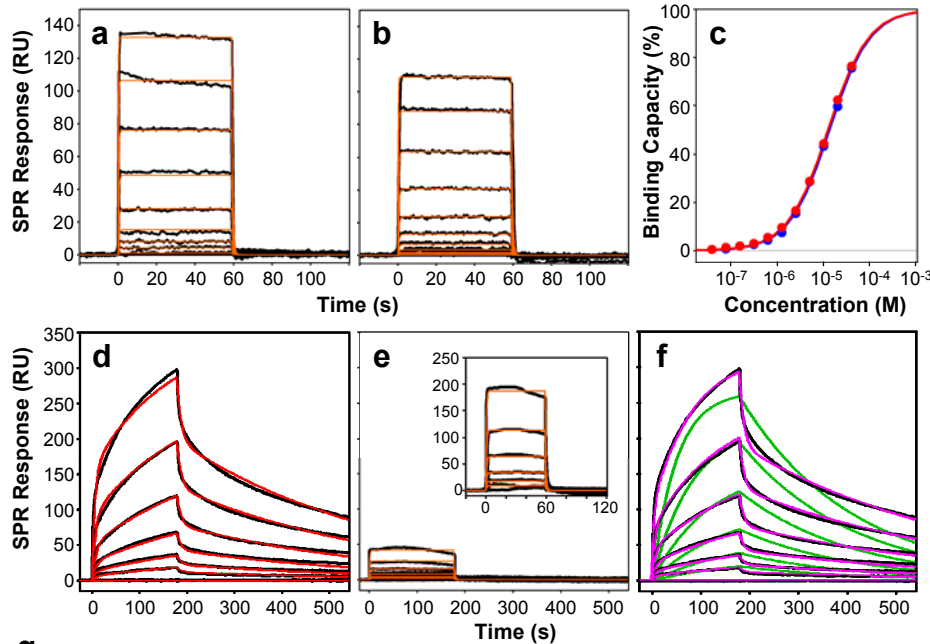 a
b
c
SPR Response (RU)
140
120
100
80
60
40
20
0
0 20 40 60 80 100
0 20 40 60 80 100
Time (s)
Binding Capacity (%)
100
80
60
40
20
0
10-7 10-6 10-5 10-4 10-3
Concentration (M)
d
e
f
SPR Response (RU)
350
300
250
200
150
100
50
0
0 100 200 300 400 500
250
200
150
100
50
0
0 60 120
0 100 200 300 400 500
0 100 200 300 400 500
Time (s)